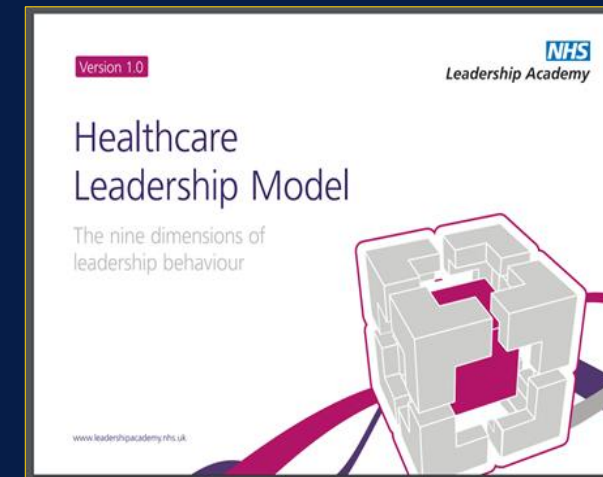 Version 1.0
NHS
Leadership Academy
Healthcare
Leadership Model
The nine dimensions of
leadership behaviour
www.leadershipacademy.nhs.uk